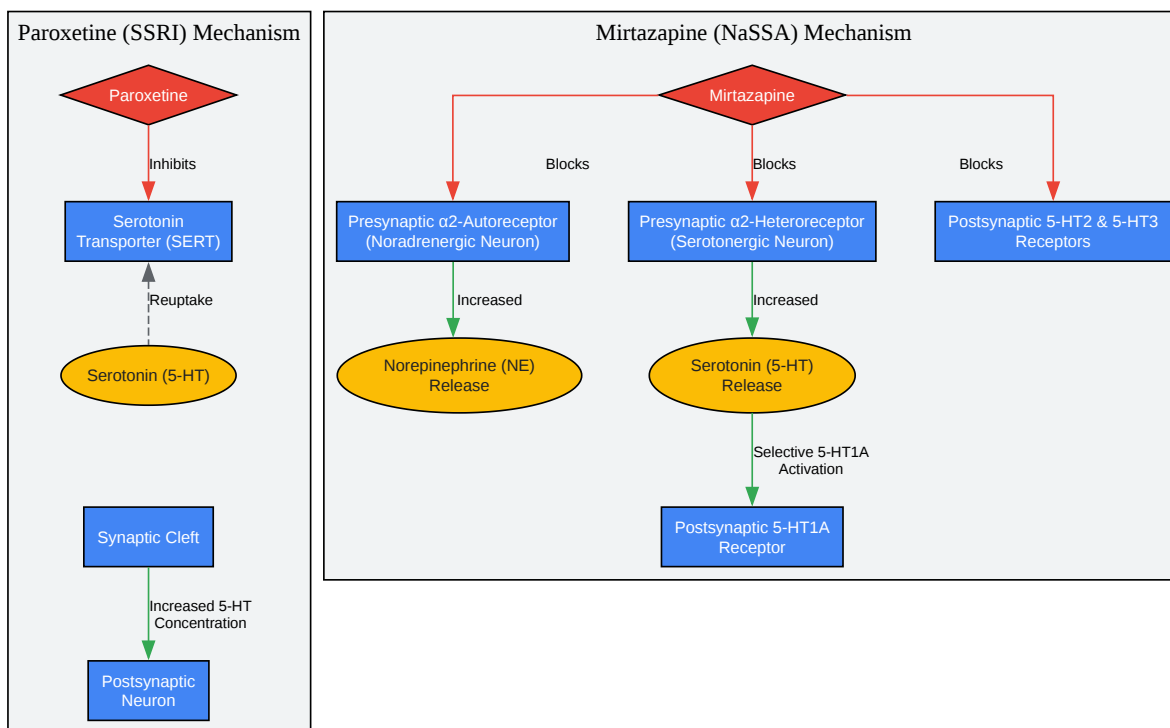 Paroxetine (SSRI) Mechanism
Paroxetine
Inhibits
Serotonin
Transporter (SERT)
Reuptake
Serotonin (5-HT)
Synaptic Cleft
Increased 5-HT
Concentration
Postsynaptic
Neuron
Mirtazapine (NaSSA) Mechanism
Mirtazapine
Blocks
Blocks
Blocks
Presynaptic α2-Autoreceptor
(Noradrenergic Neuron)
Presynaptic α2-Heteroreceptor
(Serotonergic Neuron)
Postsynaptic 5-HT2 & 5-HT3
Receptors
Increased
Increased
Norepinephrine (NE)
Release
Serotonin (5-HT)
Release
Selective 5-HT1A
Activation
Postsynaptic 5-HT1A
Receptor